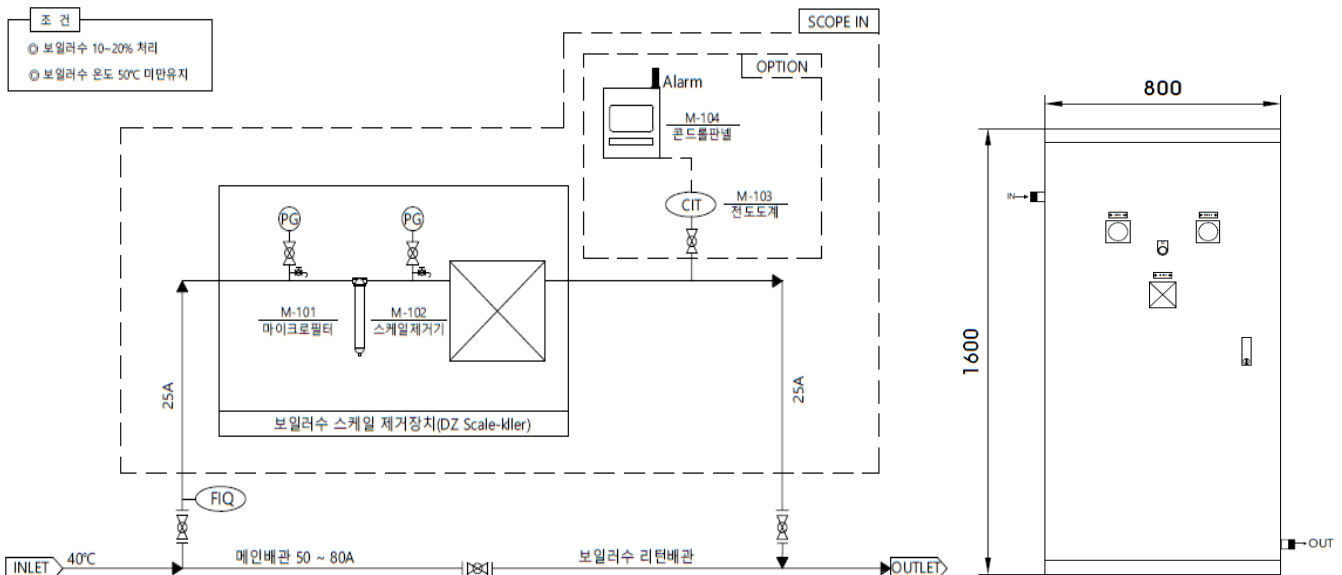 조 건
◎ 보일러수 10~20% 처리
◎ 보일러수 온도 50℃ 미만유지
SCOPE IN
OPTION
Alarm
M-104
콘드롤판넬
CIT
M-103
전도도계
PG
PG
M-101
마이크로필터
M-102
스케일제거기
25A
25A
보일러수 스케일 제거장치(DZ Scale-kller)
FIQ
INLET
40℃
메인배관 50 ~ 80A
보일러수 리턴배관
OUTLET
800
1600
IN
OUT